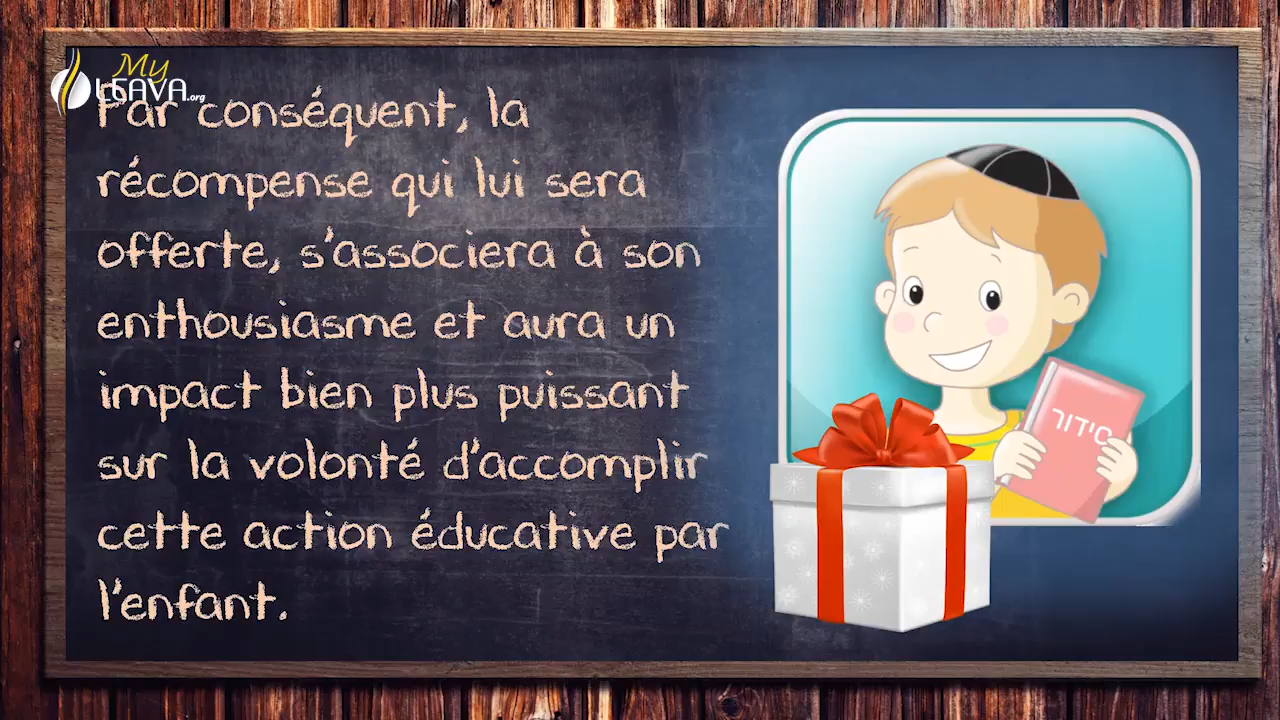 My
LEAVA.org
Par conséquent, la
récompense qui lui sera
offerte, s'associera à son
enthousiasme et aura un
impact bien plus puissant
sur la volonté d'accomplir
cette action éducative par
l'enfant.
סידור